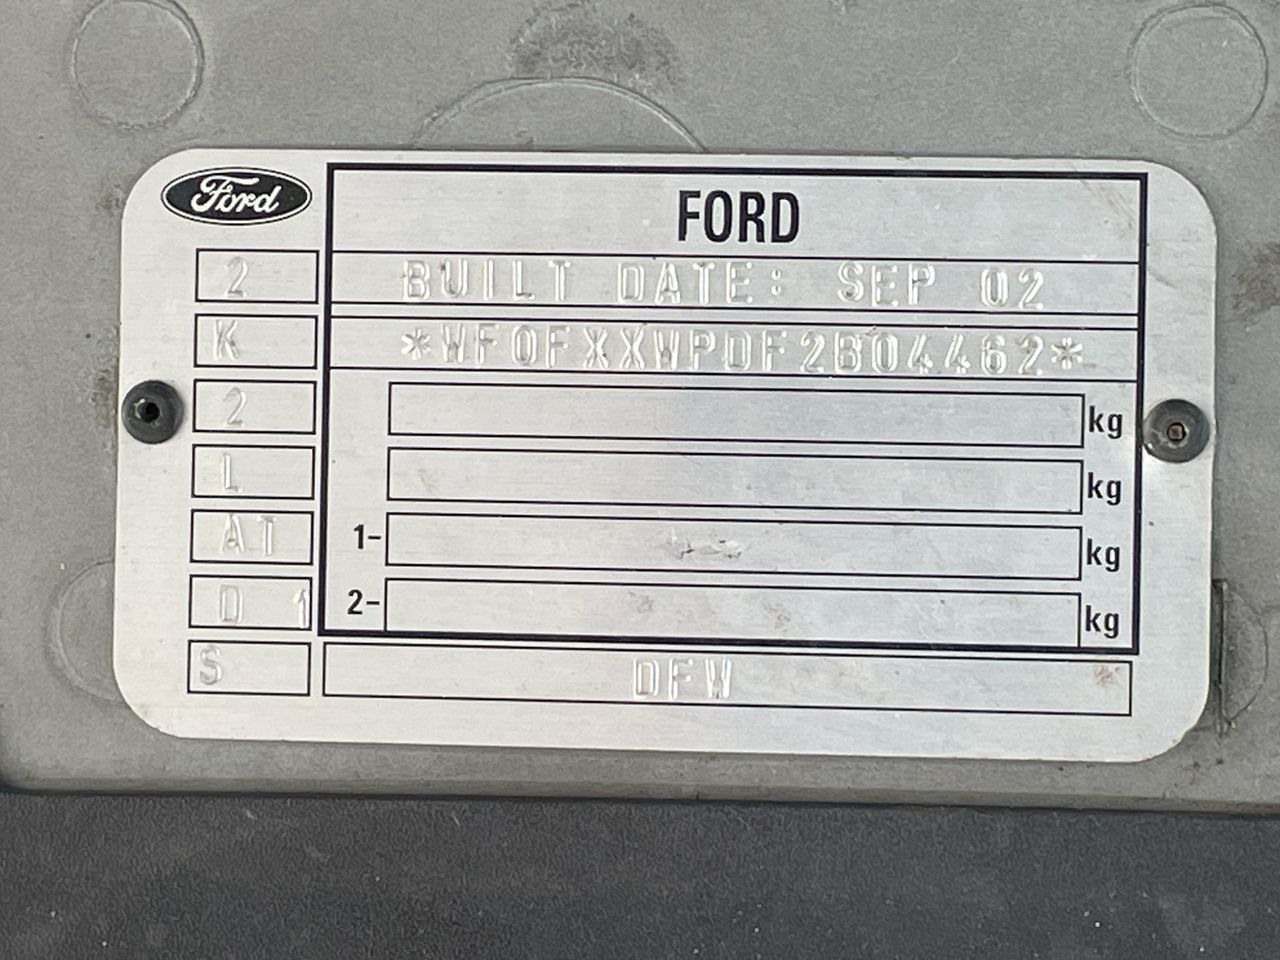 Ford
FORD
2
BUILT DATE: SEP 02
K
*WF0FXXWPDF2B04462*
2
kg
L
kg
AT
1-
kg
D 1
2-
kg
S
DFW